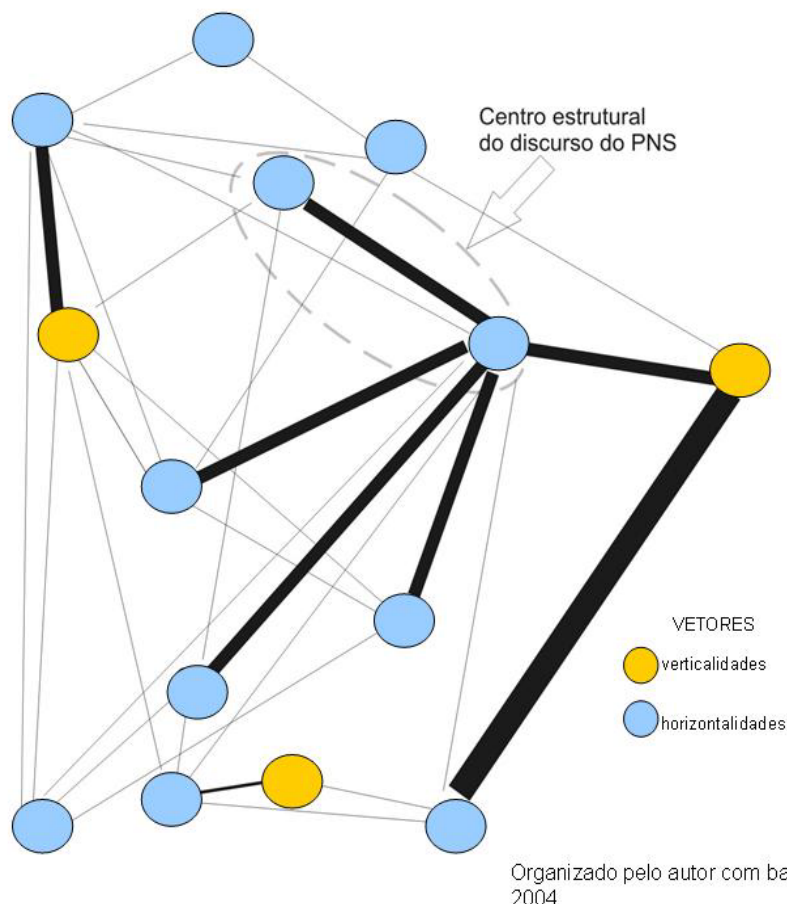 Centro estrutural
do discurso do PNS
VETORES
verticalidades
horizontalidades
Organizado pelo autor com ba
2004